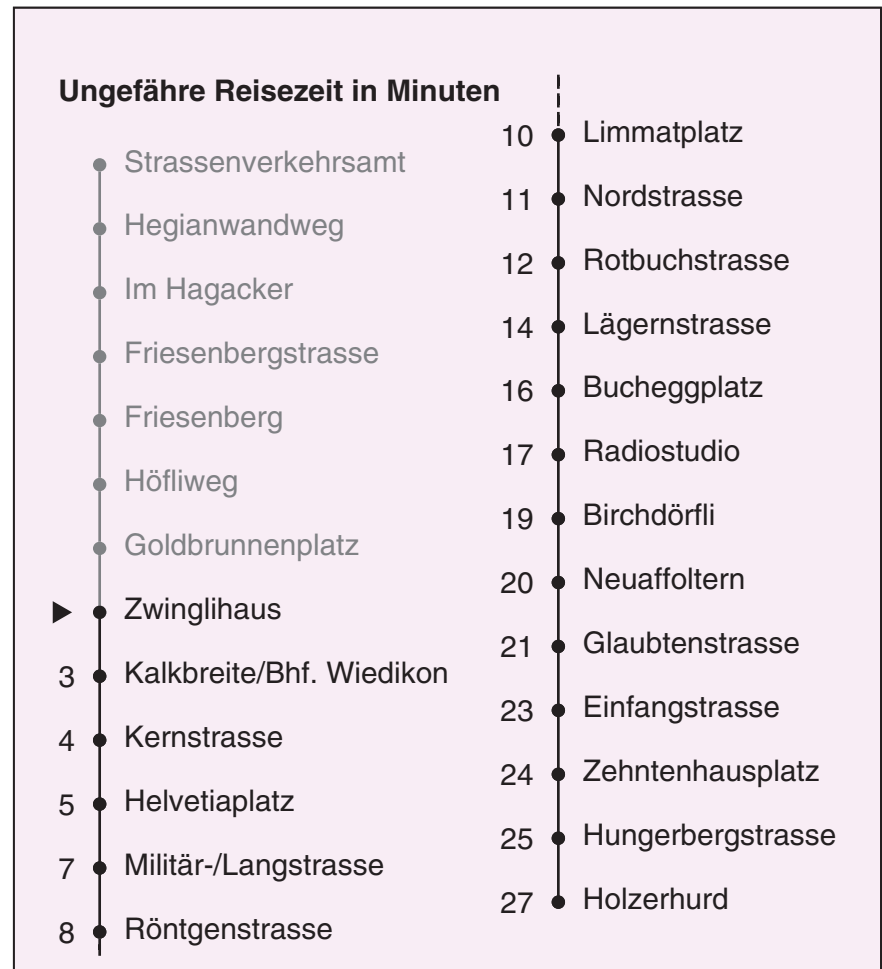 Ungefähre Reisezeit in Minuten
Strassenverkehrsamt
Hegianwandweg
Im Hagacker
Friesenbergstrasse
Friesenberg
Höfliweg
Goldbrunnenplatz
Zwinglihaus
3 Kalkbreite/Bhf. Wiedikon
4 Kernstrasse
5 Helvetiaplatz
7 Militär-/Langstrasse
8 Röntgenstrasse
10 Limmatplatz
11 Nordstrasse
12 Rotbuchstrasse
14 Lägernstrasse
16 Bucheggplatz
17 Radiostudio
19 Birchdörfli
20 Neuaffoltern
21 Glaubtenstrasse
23 Einfangstrasse
24 Zehntenhausplatz
25 Hungerbergstrasse
27 Holzerhurd